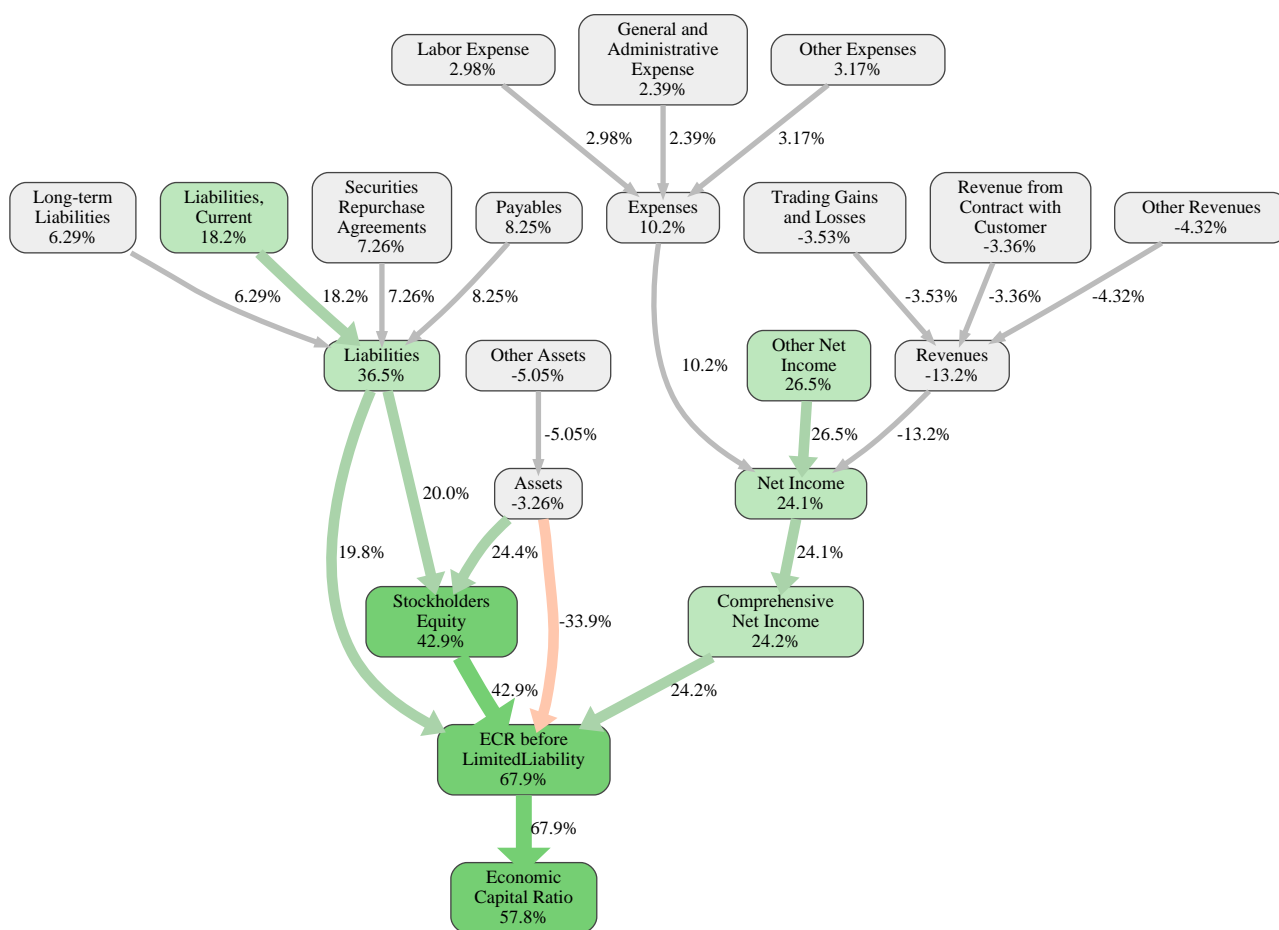 General and
Administrative
Expense
2.39%
Labor Expense
2.98%
Other Expenses
3.17%
2.98%
2.39%
3.17%
Long-term
Liabilities
6.29%
Liabilities,
Current
18.2%
Securities
Repurchase
Agreements
7.26%
Payables
8.25%
Expenses
10.2%
Trading Gains
and Losses
-3.53%
Revenue from
Contract with
Customer
-3.36%
Other Revenues
-4.32%
6.29%
18.2%
7.26%
8.25%
-3.53%
-3.36%
-4.32%
Liabilities
36.5%
Other Assets
-5.05%
10.2%
Other Net
Income
26.5%
Revenues
-13.2%
-5.05%
26.5%
-13.2%
20.0%
Assets
-3.26%
Net Income
24.1%
19.8%
24.4%
24.1%
Stockholders
Equity
42.9%
-33.9%
Comprehensive
Net Income
24.2%
42.9%
24.2%
ECR before
LimitedLiability
67.9%
67.9%
Economic
Capital Ratio
57.8%